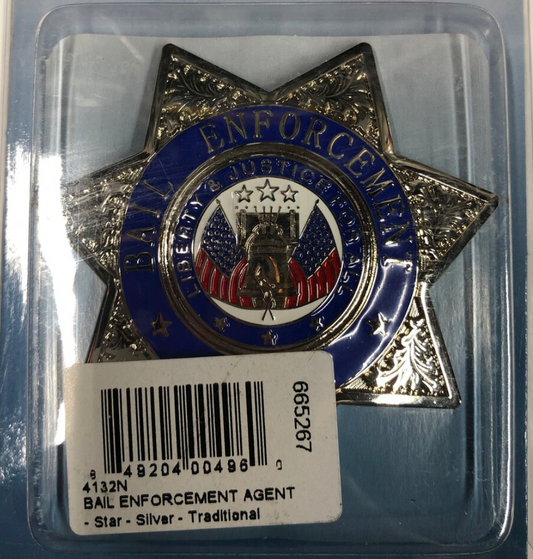 BAIL ENFORCEMENT
LIBERTY & JUSTICE FOR ALL
665267
8 49204 00496 0
4132N
BAIL ENFORCEMENT AGENT
- Star - Silver - Traditional